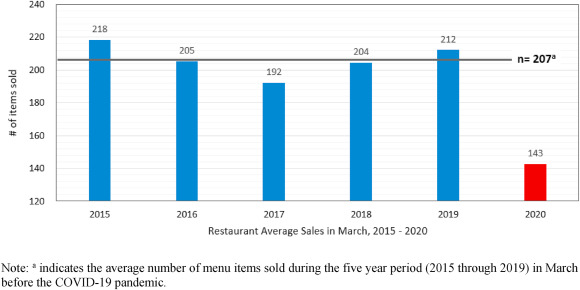 240
218
220
205
204
212
n= 207ᵃ
200
192
180
160
143
140
120
# of items sold
2015 2016 2017 2018 2019 2020
Restaurant Average Sales in March, 2015 - 2020
Note: ᵃ indicates the average number of menu items sold during the five year period (2015 through 2019) in March
before the COVID-19 pandemic.